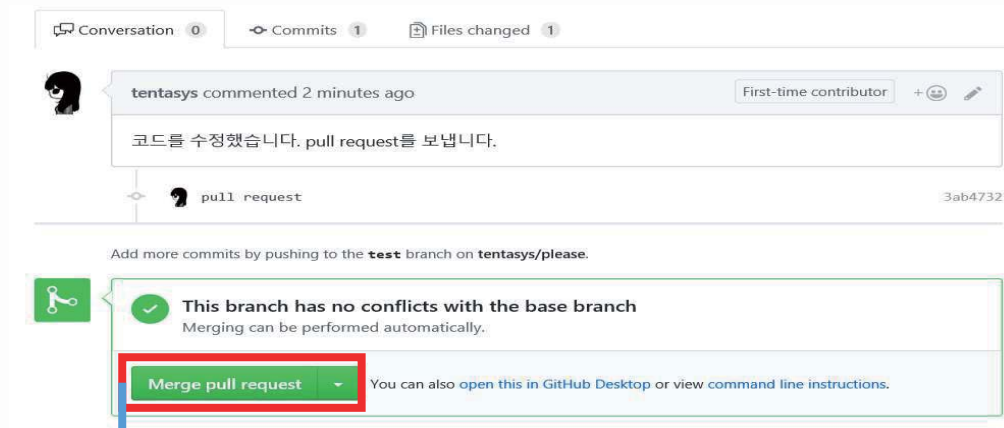 Conversation 0 Commits 1 Files changed 1
tentasys commented 2 minutes ago First-time contributor
코드를 수정했습니다. pull request를 보냅니다.
pull request 3ab4732
Add more commits by pushing to the test branch on tentasys/please.
This branch has no conflicts with the base branch
Merging can be performed automatically.
Merge pull request You can also open this in GitHub Desktop or view command line instructions.